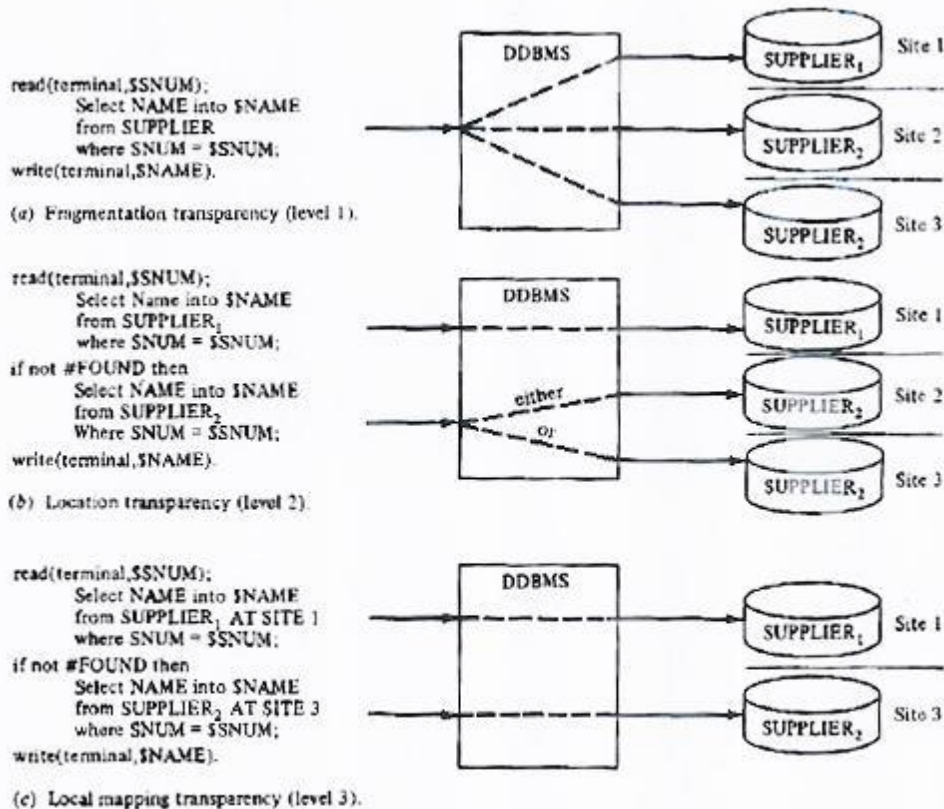 read(terminal,$SNUM);
Select NAME into $NAME
from SUPPLIER
where SNUM = $SNUM;
write(terminal,$NAME).
(a) Fragmentation transparency (level 1).
DDBMS
SUPPLIER₁
Site 1
SUPPLIER₂
Site 2
SUPPLIER₂
Site 3
read(terminal,$SNUM);
Select Name into $NAME
from SUPPLIER₁
where SNUM = $SNUM;
if not #FOUND then
Select NAME into $NAME
from SUPPLIER₂
Where SNUM = $SNUM;
write(terminal,$NAME).
(b) Location transparency (level 2)
DDBMS
either
or
SUPPLIER₁
Site 1
SUPPLIER₂
Site 2
SUPPLIER₂
Site 3
read(terminal,$SNUM);
Select NAME into $NAME
from SUPPLIER₁ AT SITE 1
where SNUM = $SNUM;
if not #FOUND then
Select NAME into $NAME
from SUPPLIER₂ AT SITE 3
where SNUM = $SNUM;
write(terminal,$NAME).
(c) Local mapping transparency (level 3).
DDBMS
SUPPLIER₁
Site 1
SUPPLIER₂
Site 3